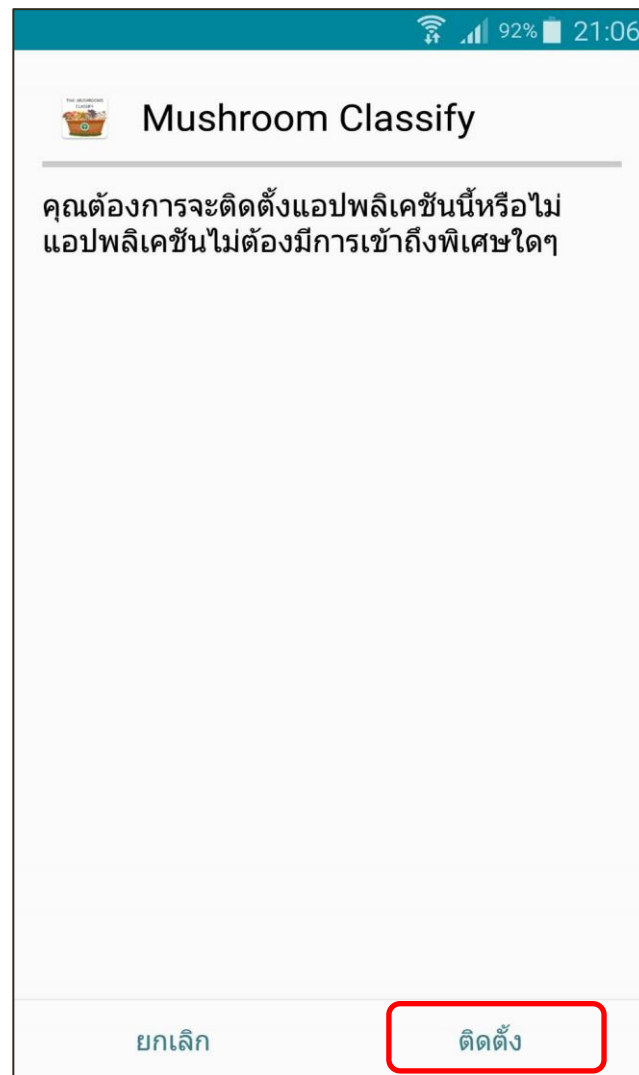 92% 21:06
THAI MUSHROOMS
CLASSIFY
Mushroom Classify
คุณต้องการจะติดตั้งแอปพลิเคชันนี้หรือไม่
แอปพลิเคชันไม่ต้องมีการเข้าถึงพิเศษใดๆ
ยกเลิก ติดตั้ง